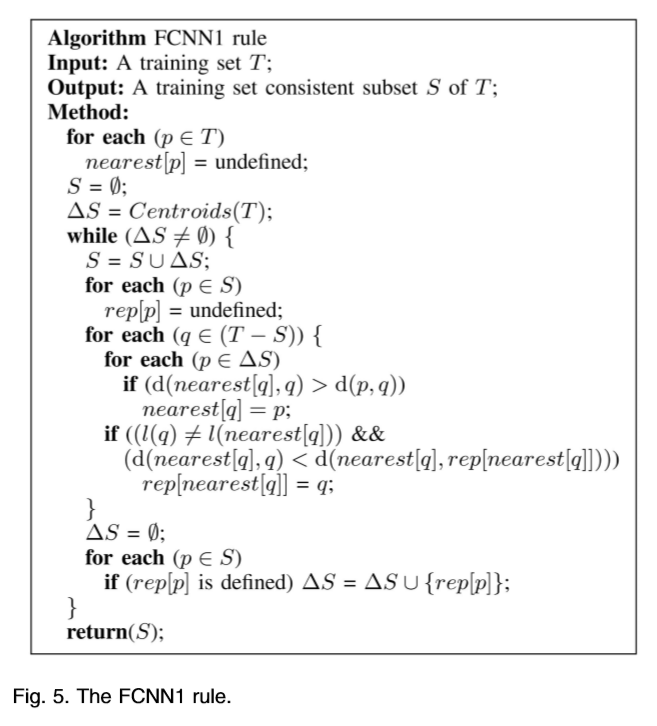 Algorithm FCNN1 rule
Input: A training set T;
Output: A training set consistent subset S of T;
Method:
for each (p ∈ T)
nearest[p] = undefined;
S = ∅;
ΔS = Centroids(T);
while (ΔS ≠ ∅) {
S = S ∪ ΔS;
for each (p ∈ S)
rep[p] = undefined;
for each (q ∈ (T − S)) {
for each (p ∈ ΔS)
if (d(nearest[q], q) > d(p, q))
nearest[q] = p;
if ((l(q) ≠ l(nearest[q])) &&
(d(nearest[q], q) < d(nearest[q], rep[nearest[q]])))
rep[nearest[q]] = q;
}
ΔS = ∅;
for each (p ∈ S)
if (rep[p] is defined) ΔS = ΔS ∪ {rep[p]};
}
return(S);
Fig. 5. The FCNN1 rule.